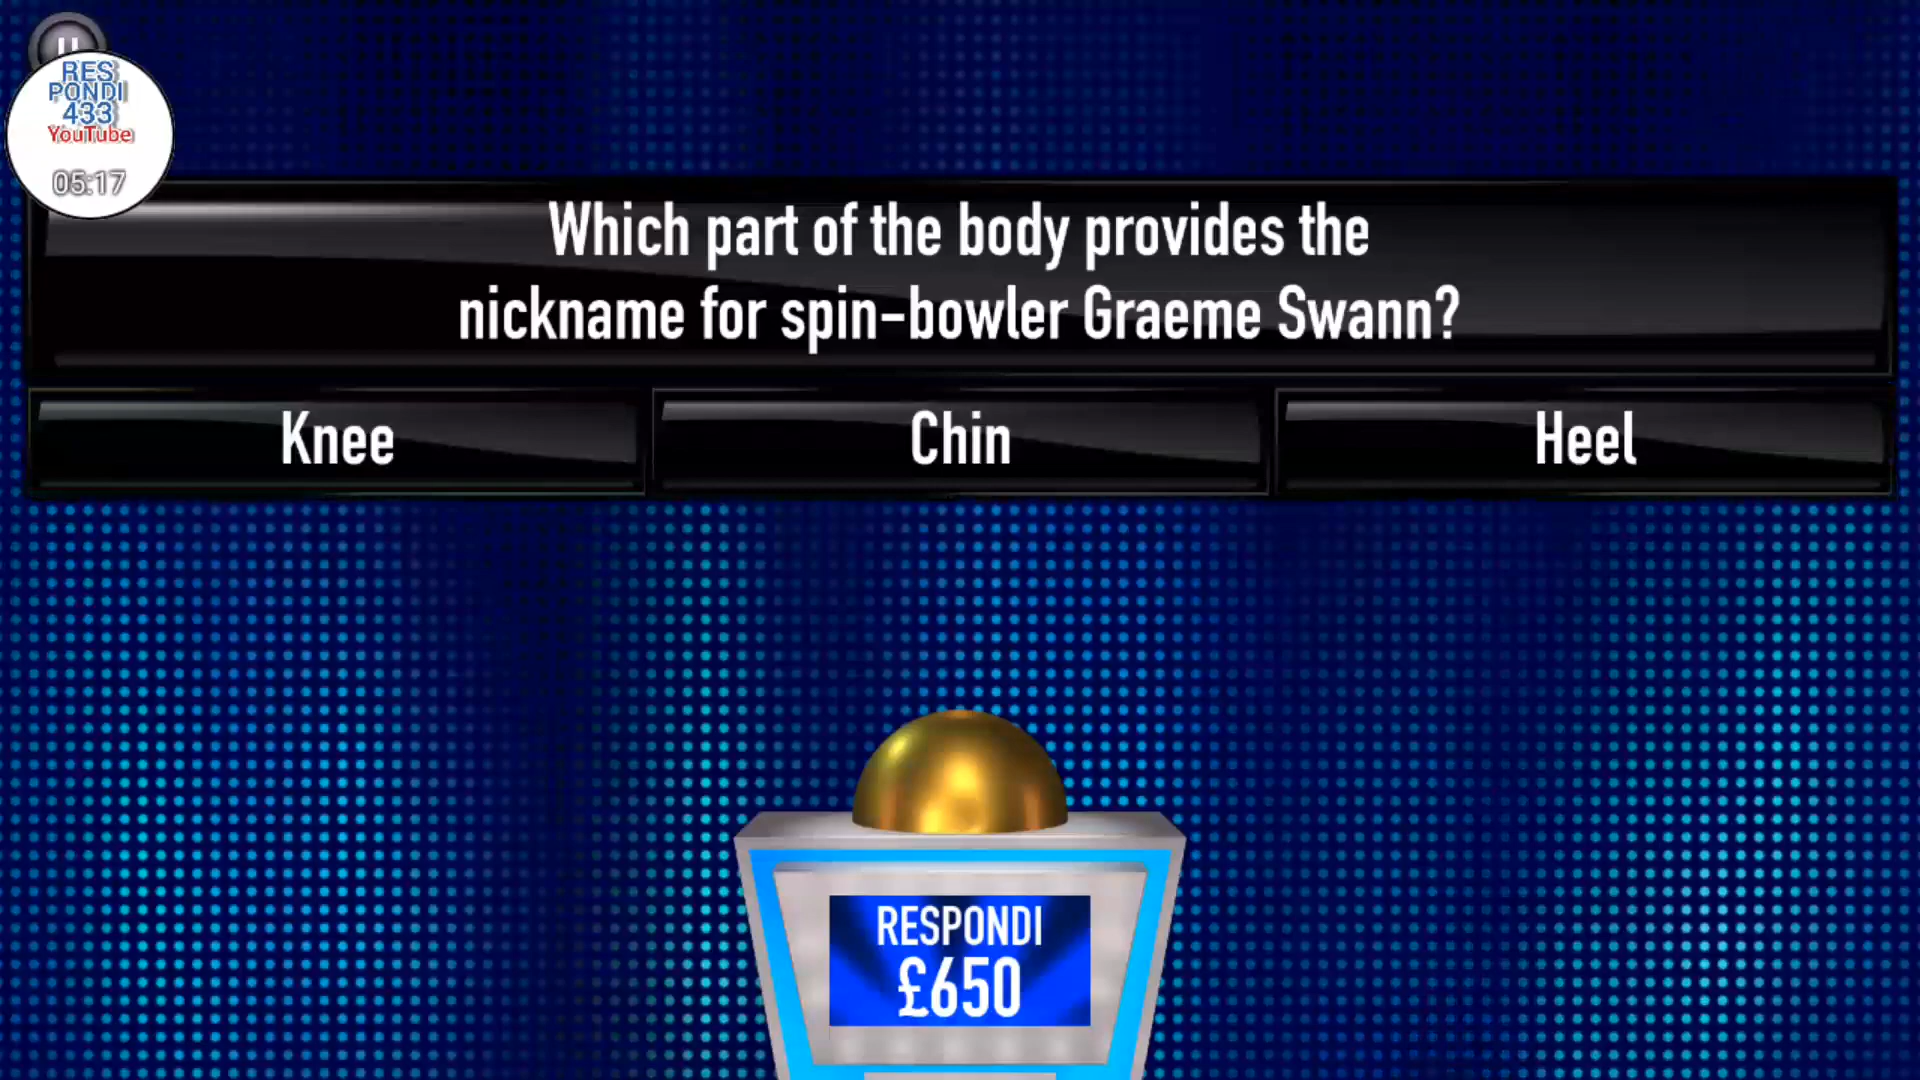 RES
PONDI
433
YouTube
05:17
Which part of the body provides the
nickname for spin-bowler Graeme Swann?
Knee
Chin
Heel
RESPONDI
£650